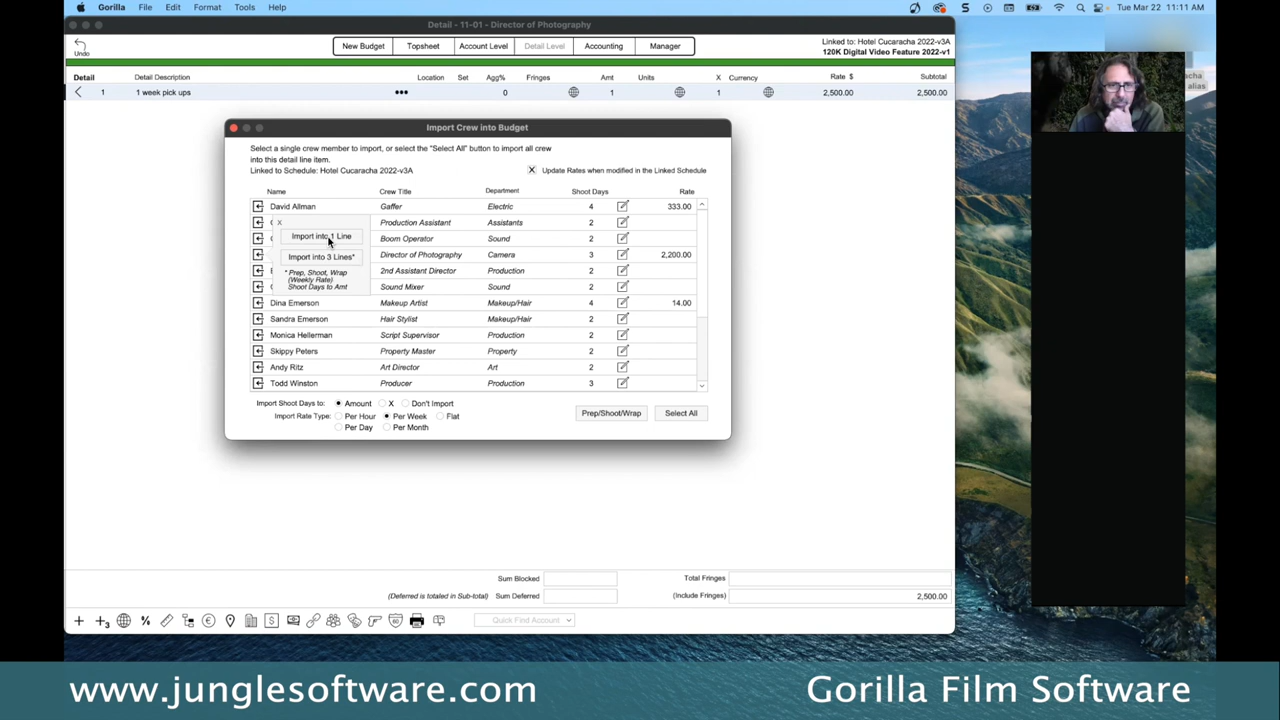 Gorilla File Edit Format Tools Help
Tue Mar 22 11:11 AM
Detail - 11-01 - Director of Photography
Undo
New Budget Topsheet Account Level Detail Level Accounting Manager
Linked to: Hotel Cucaracha 2022-v3A
120K Digital Video Feature 2022-v1
Detail Detail Description Location Set Agg% Fringes Amt Units X Currency Rate $ Subtotal
1 1 week pick ups ••• 0 1 1 2,500.00 2,500.00
Import Crew into Budget
Select a single crew member to import, or select the "Select All" button to import all crew
into this detail line item.
Linked to Schedule: Hotel Cucaracha 2022-v3A
X Update Rates when modified in the Linked Schedule
Name Crew Title Department Shoot Days Rate
David Allman Gaffer Electric 4 333.00
Production Assistant Assistants 2
Boom Operator Sound 2
Director of Photography Camera 3 2,200.00
2nd Assistant Director Production 2
Sound Mixer Sound 2
X
Import into 1 Line
Import into 3 Lines*
* Prep, Shoot, Wrap
(Weekly Rate)
Shoot Days to Amt
Dina Emerson Makeup Artist Makeup/Hair 4 14.00
Sandra Emerson Hair Stylist Makeup/Hair 2
Monica Hellerman Script Supervisor Production 2
Skippy Peters Property Master Property 2
Andy Ritz Art Director Art 2
Todd Winston Producer Production 3
Import Shoot Days to: Amount X Don't Import
Import Rate Type: Per Hour Per Week Flat
Per Day Per Month
Prep/Shoot/Wrap Select All
Sum Blocked Total Fringes
(Deferred is totaled in Sub-total) Sum Deferred (Include Fringes) 2,500.00
Quick Find Account
alias
www.junglesoftware.com Gorilla Film Software